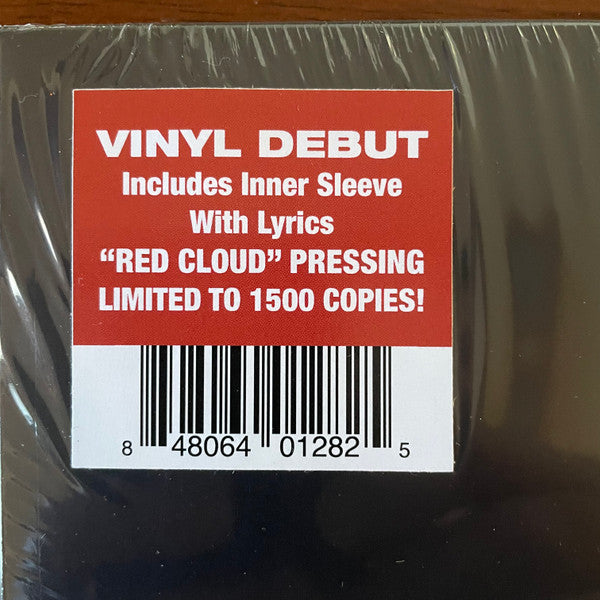 VINYL DEBUT
Includes Inner Sleeve
With Lyrics
“RED CLOUD” PRESSING
LIMITED TO 1500 COPIES!
8 48064 01282 5